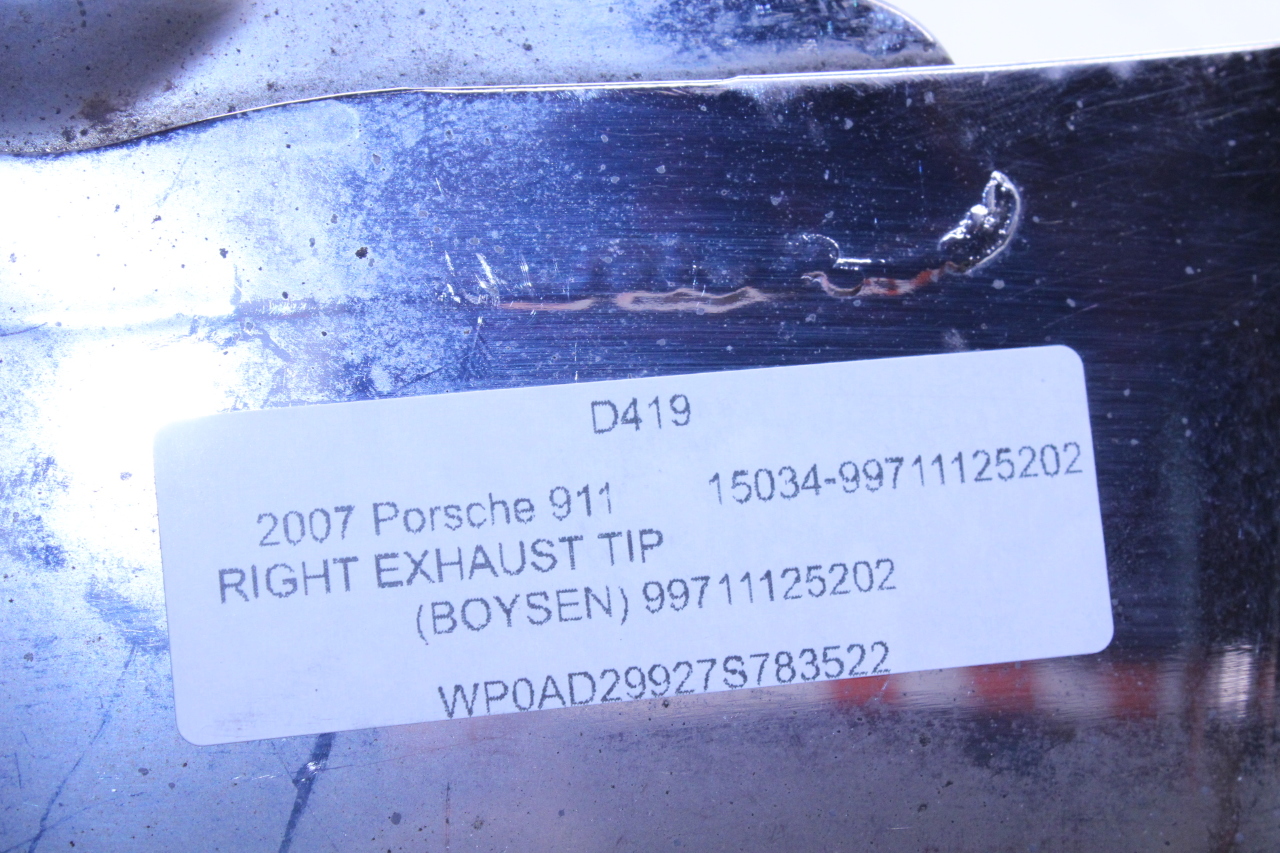 D419
2007 Porsche 911 15034-99711125202
RIGHT EXHAUST TIP
(BOYSEN) 99711125202
WP0AD29927S783522